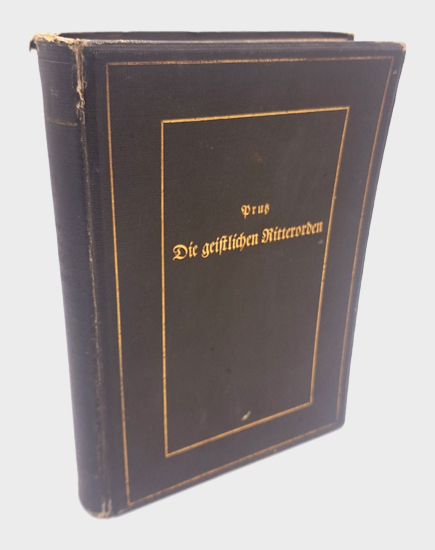 Prutz
Die geistlichen Ritterorden